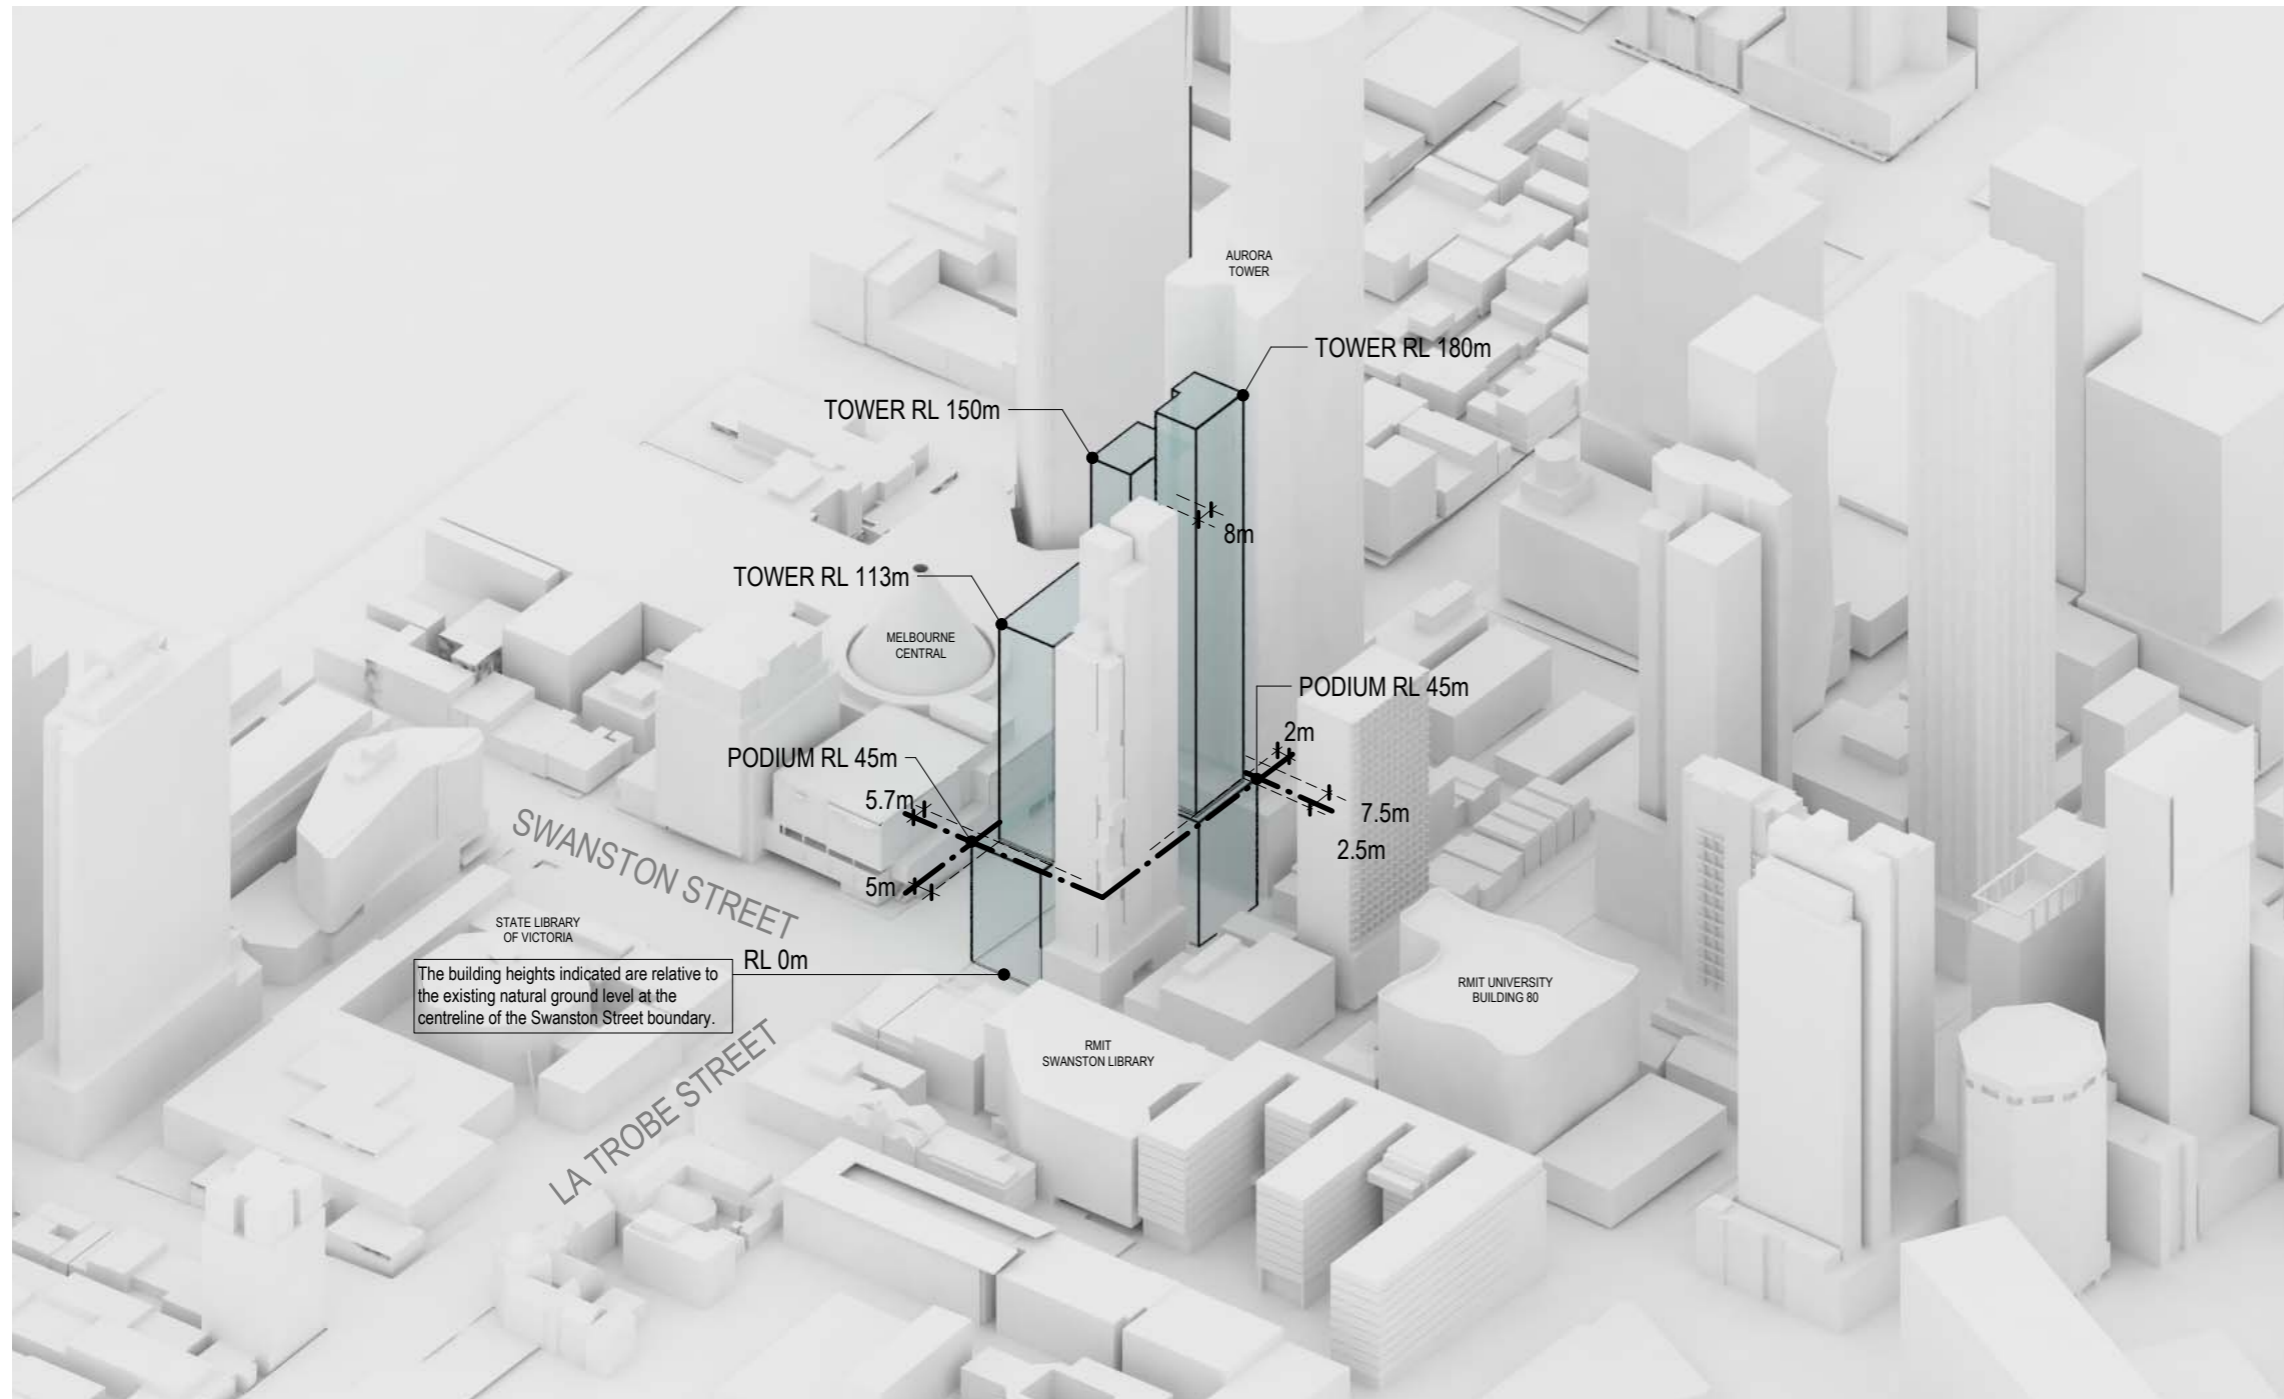 AURORA
TOWER
TOWER RL 180m
TOWER RL 150m
8m
TOWER RL 113m
MELBOURNE
CENTRAL
PODIUM RL 45m
2m
PODIUM RL 45m
5.7m
7.5m
2.5m
SWANSTON STREET
5m
STATE LIBRARY
OF VICTORIA
RL 0m
The building heights indicated are relative to
the existing natural ground level at the
centreline of the Swanston Street boundary.
RMIT UNIVERSITY
BUILDING 80
RMIT
SWANSTON LIBRARY
LA TROBE STREET